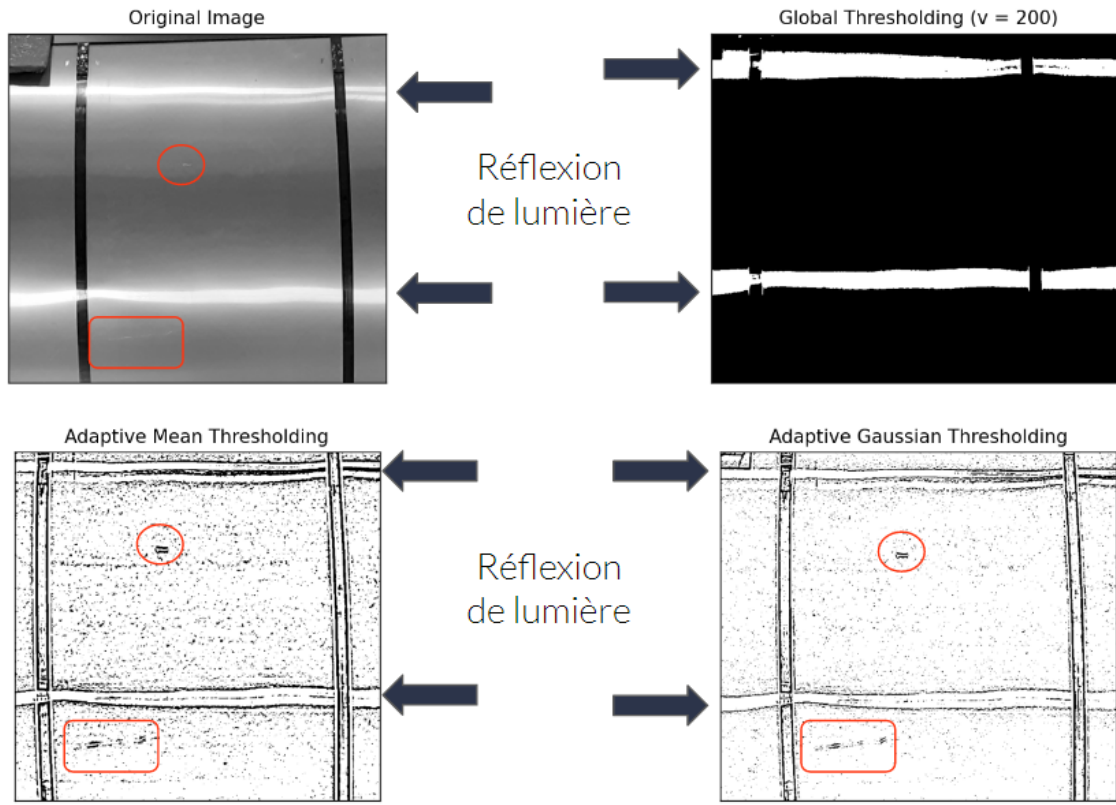 Original Image
Global Thresholding (v = 200)
Réflexion
de lumière
Adaptive Mean Thresholding
Adaptive Gaussian Thresholding
Réflexion
de lumière